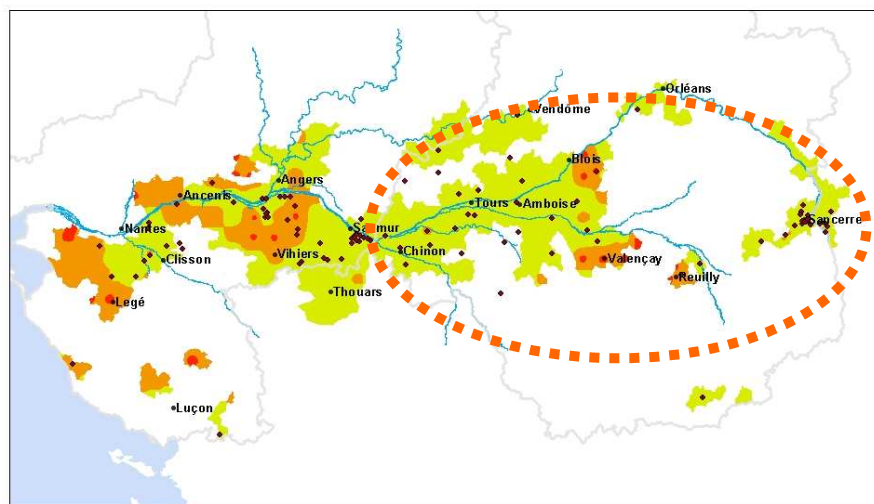 Orléans
Vendôme
Blois
Angers
Ancenis
Tours
Amboise
Sancerre
Nantes
Saumur
Chinon
Clisson
Vihiers
Valençay
Reuilly
Thouars
Legé
Luçon